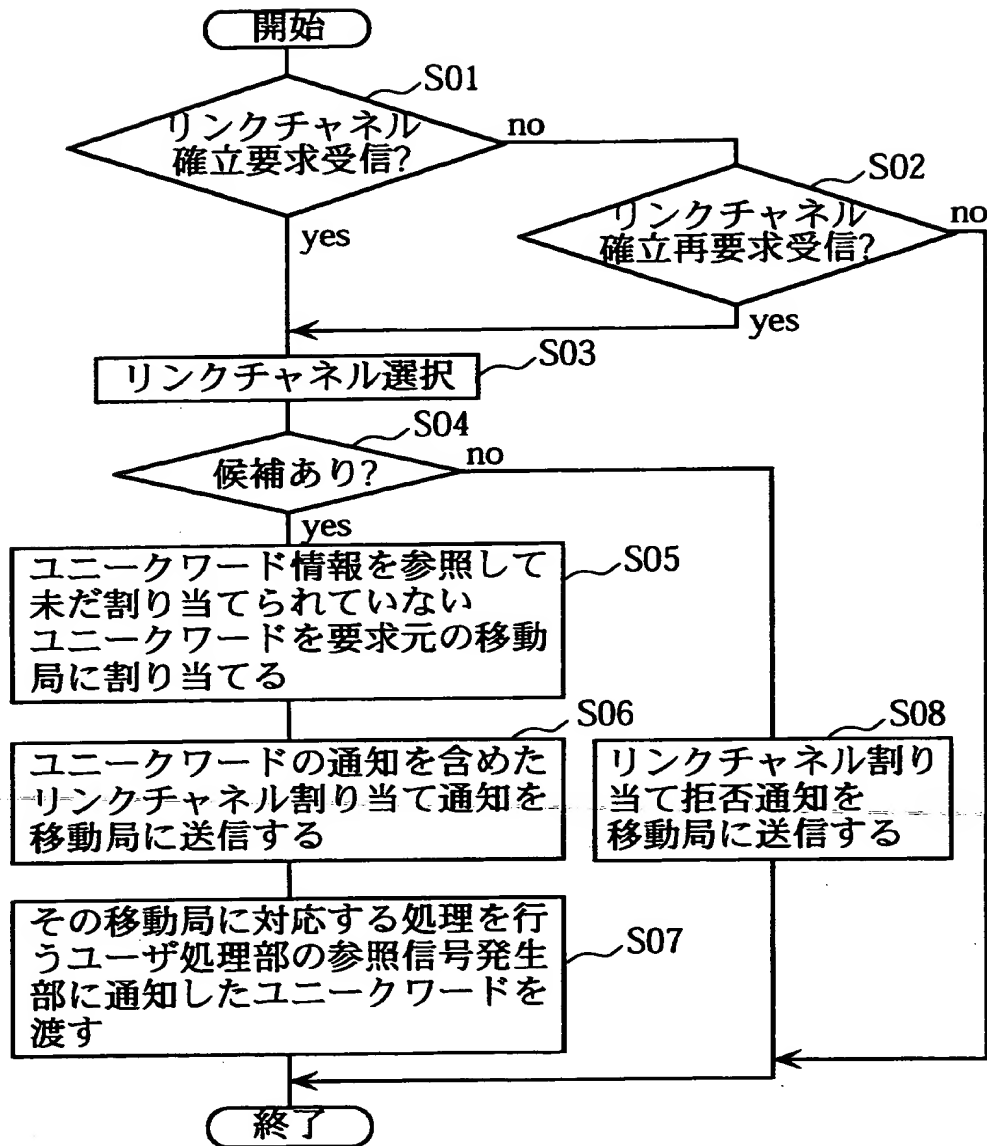 開始
S01
リンクチャネル
確立要求受信?
no
yes
S02
リンクチャネル
確立再要求受信?
no
yes
S03
リンクチャネル選択
S04
候補あり?
no
yes
S05
ユニークワード情報を参照して
未だ割り当てられていない
ユニークワードを要求元の移動
局に割り当てる
S06
ユニークワードの通知を含めた
リンクチャネル割り当て通知を
移動局に送信する
S08
リンクチャネル割り
当て拒否通知を
移動局に送信する
S07
その移動局に対応する処理を行
うユーザ処理部の参照信号発生
部に通知したユニークワードを
渡す
終了